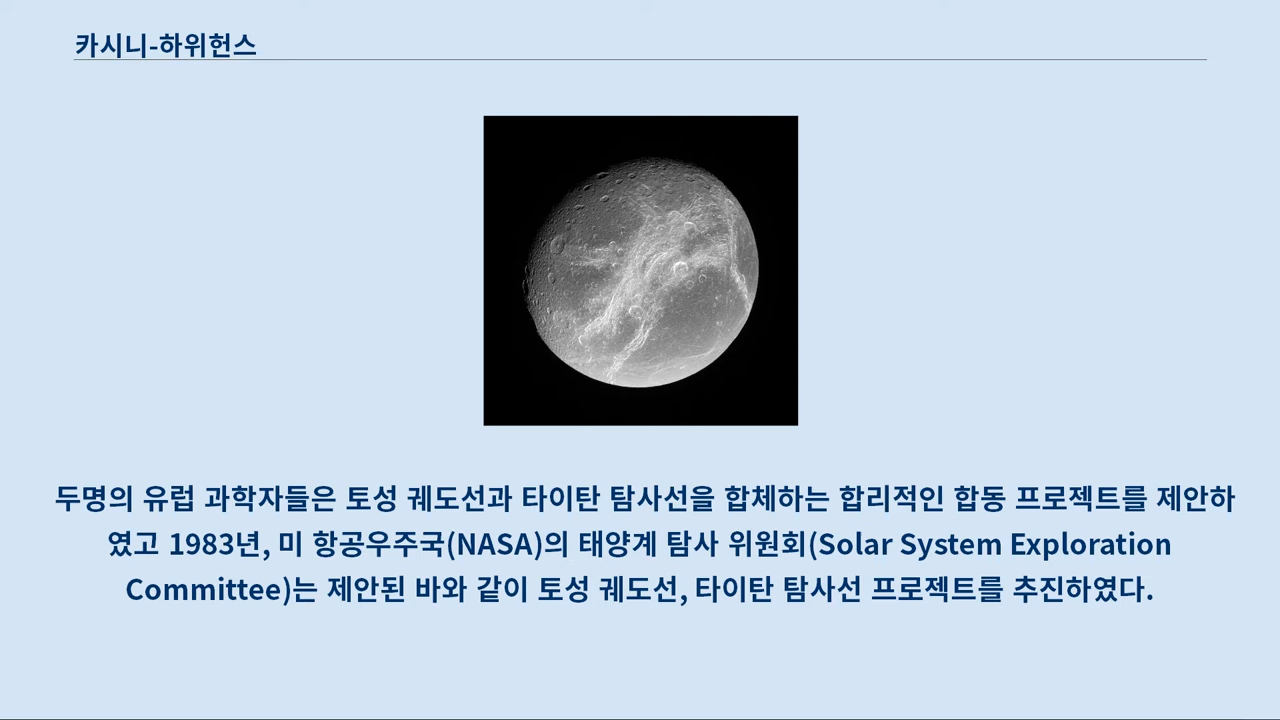 카시니-하위헌스
두명의 유럽 과학자들은 토성 궤도선과 타이탄 탐사선을 합체하는 합리적인 합동 프로젝트를 제안하
였고 1983년, 미 항공우주국(NASA)의 태양계 탐사 위원회(Solar System Exploration
Committee)는 제안된 바와 같이 토성 궤도선, 타이탄 탐사선 프로젝트를 추진하였다.